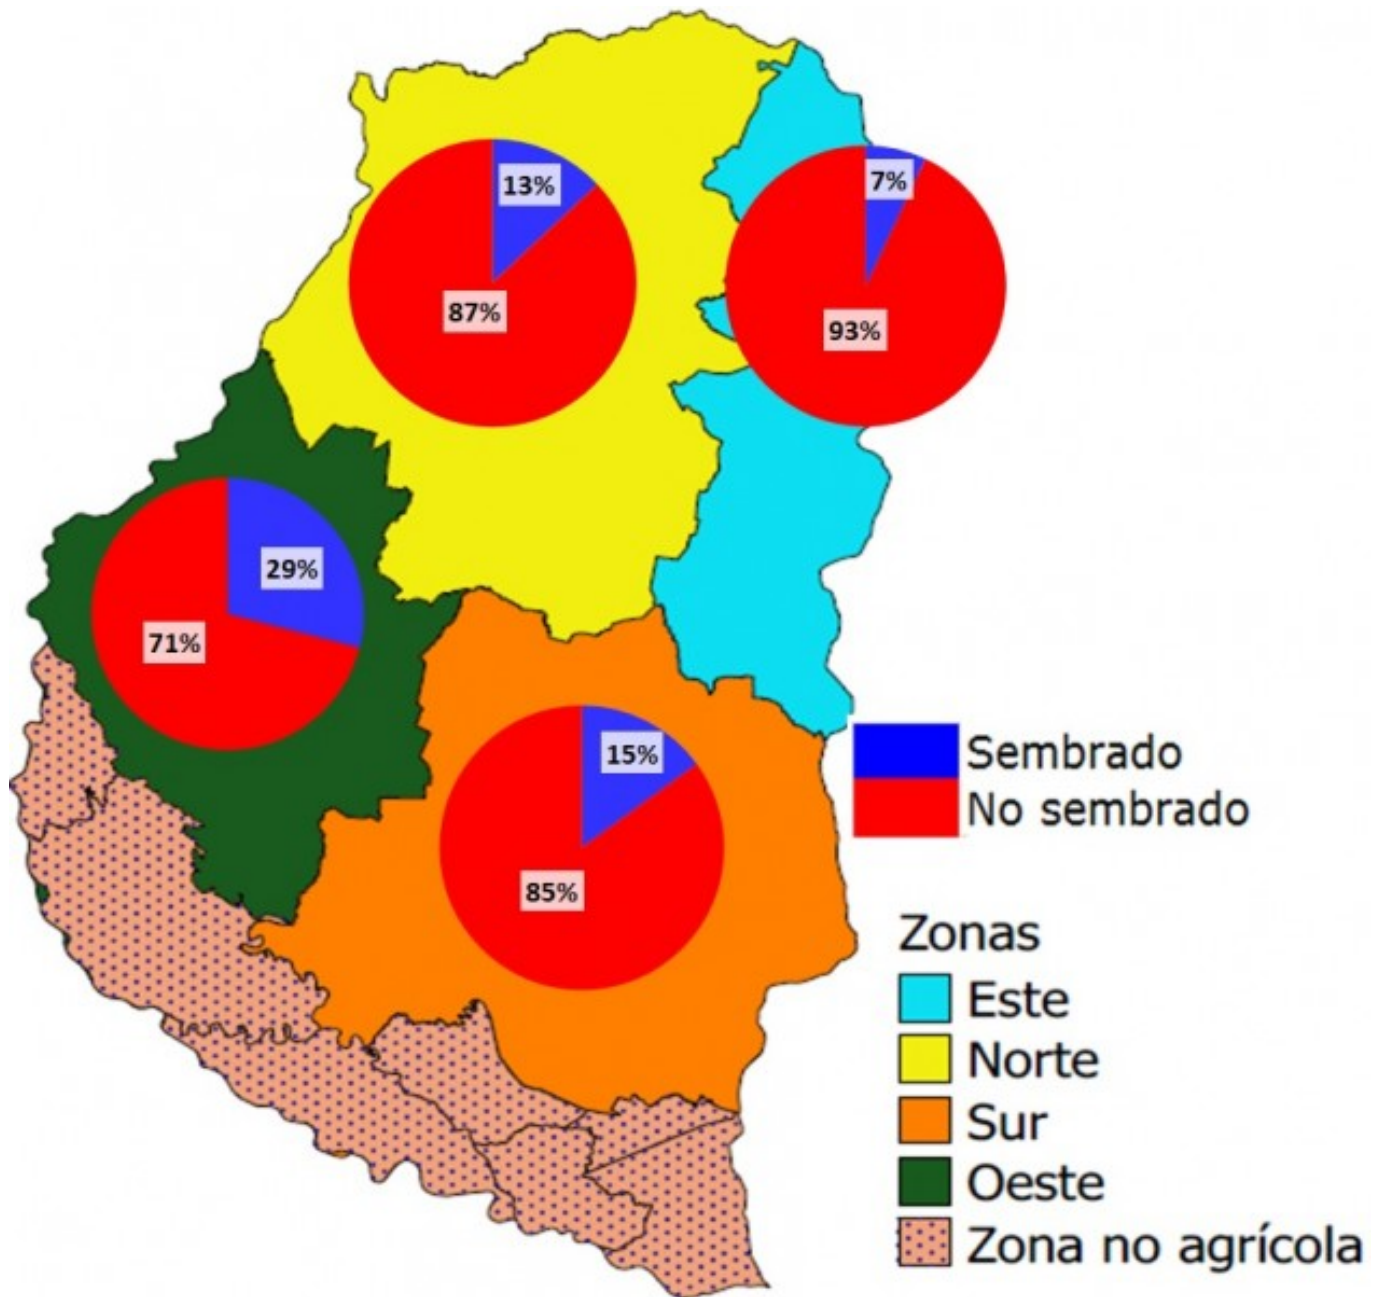 13%
7%
87%
93%
29%
71%
15%
85%
Sembrado
No sembrado
Zonas
Este
Norte
Sur
Oeste
Zona no agrícola